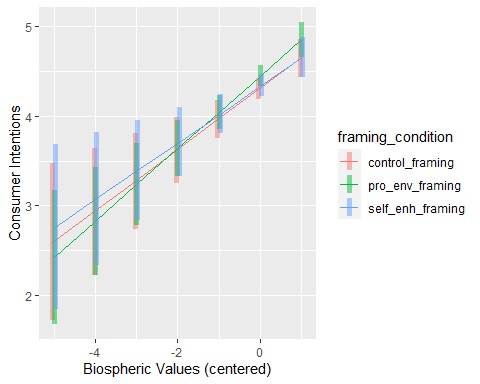 5
4
3
2
Consumer Intentions
-4
-2
0
Biospheric Values (centered)
framing_condition
control_framing
pro_env_framing
self_enh_framing